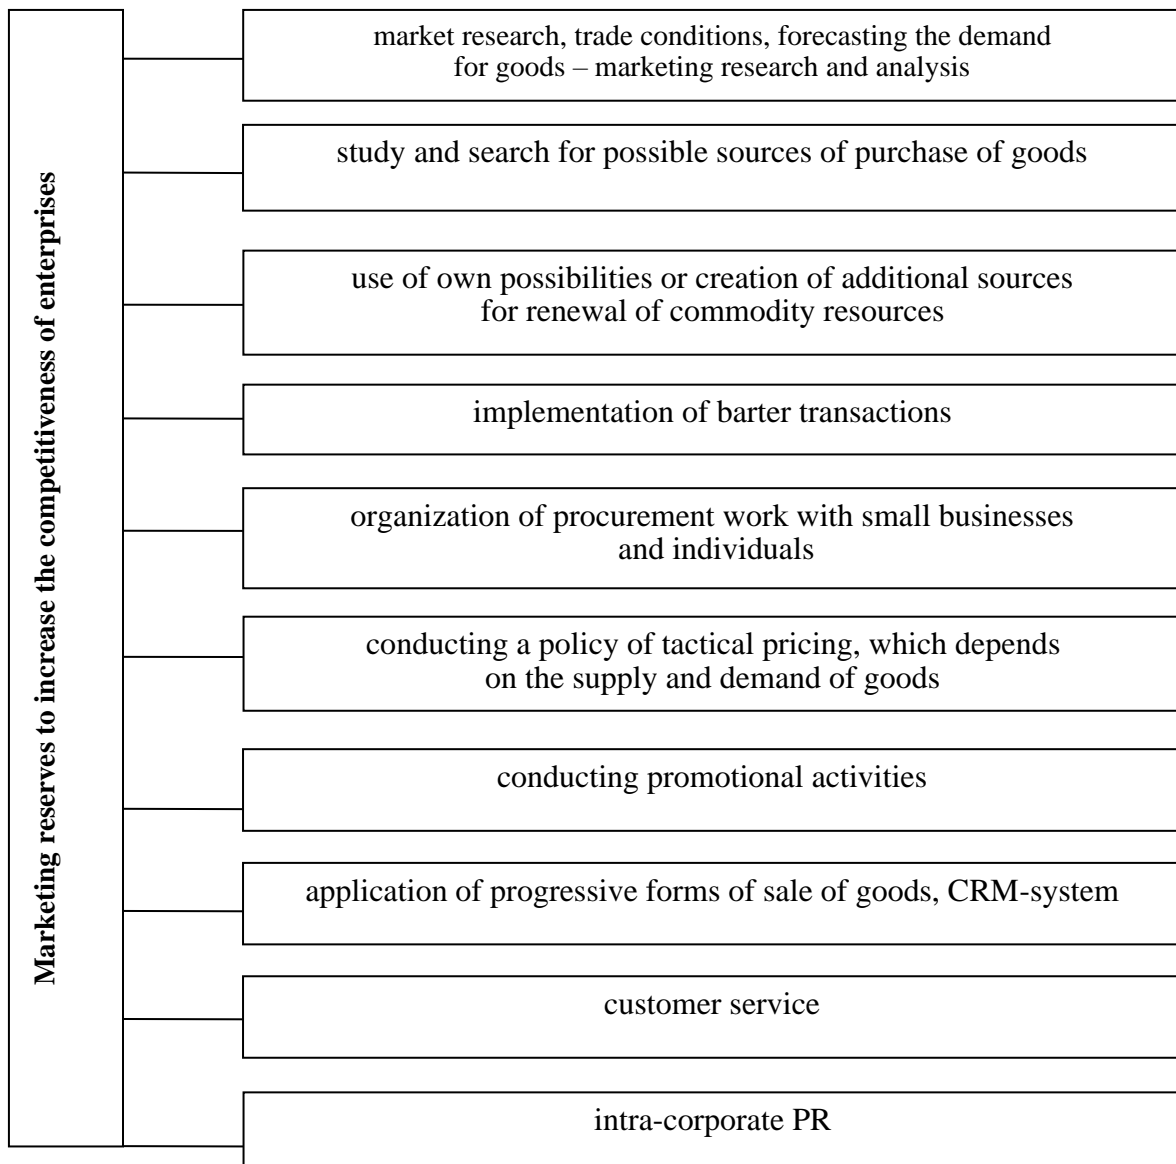 Marketing reserves to increase the competitiveness of enterprises
market research, trade conditions, forecasting the demand
for goods – marketing research and analysis
study and search for possible sources of purchase of goods
use of own possibilities or creation of additional sources
for renewal of commodity resources
implementation of barter transactions
organization of procurement work with small businesses
and individuals
conducting a policy of tactical pricing, which depends
on the supply and demand of goods
conducting promotional activities
application of progressive forms of sale of goods, CRM-system
customer service
intra-corporate PR